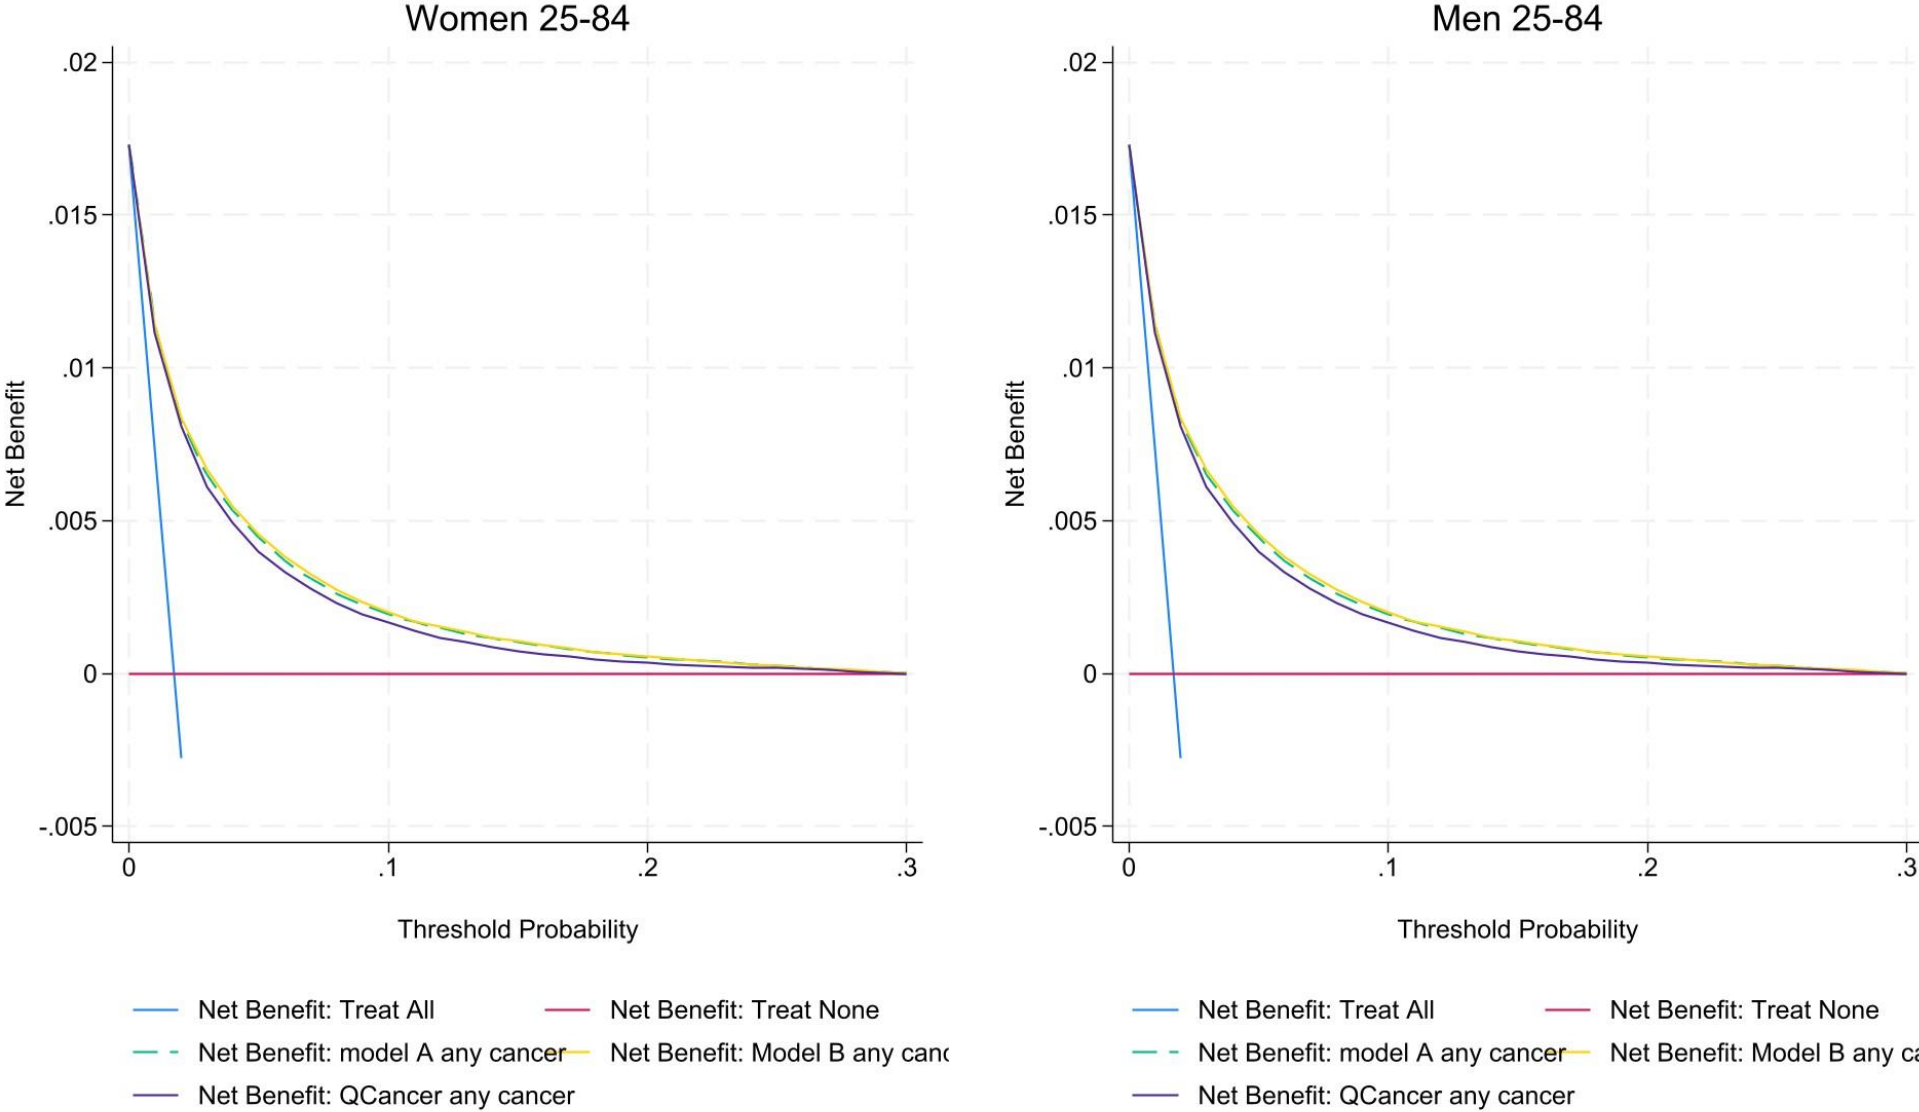 Women 25-84
.02
.015
.01
.005
0
-.005
Net Benefit
0 .1 .2 .3
Threshold Probability
Net Benefit: Treat All
Net Benefit: Treat None
Net Benefit: model A any cancer
Net Benefit: Model B any canc
Net Benefit: QCancer any cancer
Men 25-84
.02
.015
.01
.005
0
-.005
Net Benefit
0 .1 .2 .3
Threshold Probability
Net Benefit: Treat All
Net Benefit: Treat None
Net Benefit: model A any cancer
Net Benefit: Model B any ca
Net Benefit: QCancer any cancer